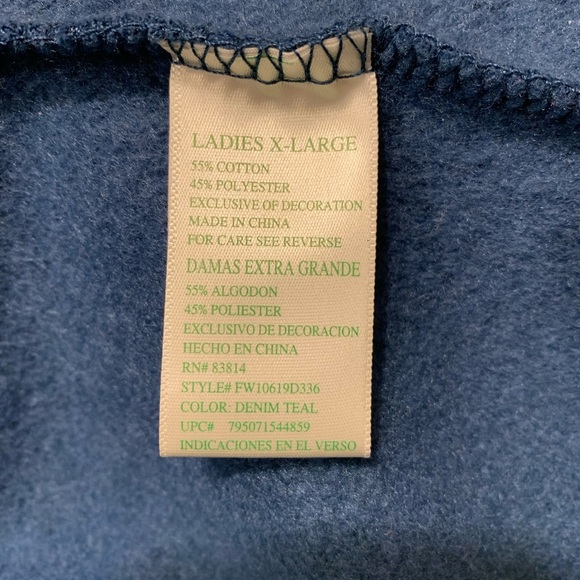 LADIES X-LARGE
55% COTTON
45% POLYESTER
EXCLUSIVE OF DECORATION
MADE IN CHINA
FOR CARE SEE REVERSE
DAMAS EXTRA GRANDE
55% ALGODON
45% POLIESTER
EXCLUSIVO DE DECORACION
HECHO EN CHINA
RN# 83814
STYLE# FW10619D336
COLOR: DENIM TEAL
UPC# 795071544859
INDICACIONES EN EL VERSO